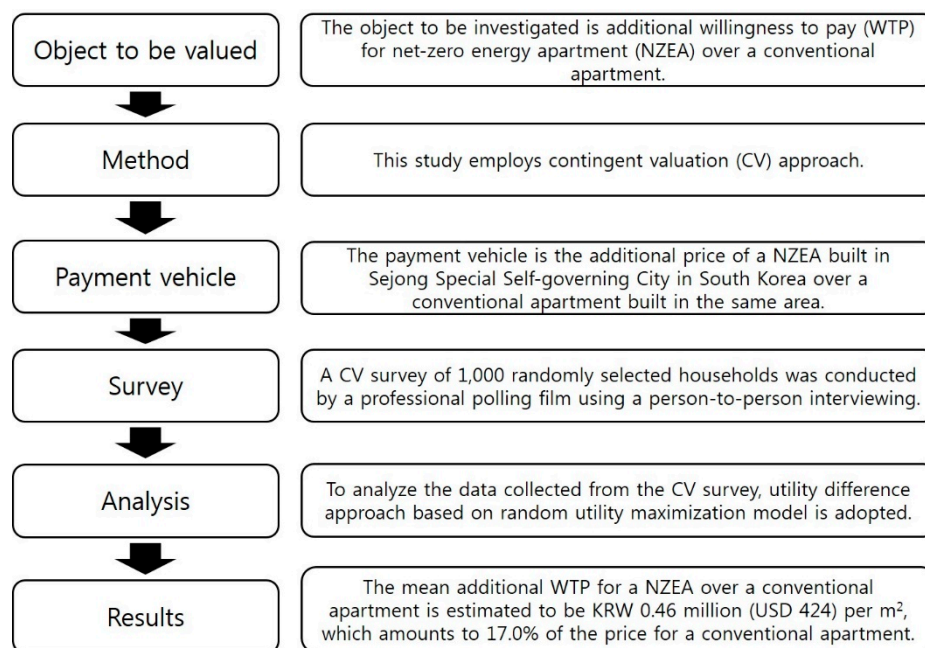 Object to be valued
The object to be investigated is additional willingness to pay (WTP)
for net-zero energy apartment (NZEA) over a conventional
apartment.
Method
This study employs contingent valuation (CV) approach.
Payment vehicle
The payment vehicle is the additional price of a NZEA built in
Sejong Special Self-governing City in South Korea over a
conventional apartment built in the same area.
Survey
A CV survey of 1,000 randomly selected households was conducted
by a professional polling film using a person-to-person interviewing.
Analysis
To analyze the data collected from the CV survey, utility difference
approach based on random utility maximization model is adopted.
Results
The mean additional WTP for a NZEA over a conventional
apartment is estimated to be KRW 0.46 million (USD 424) per m²,
which amounts to 17.0% of the price for a conventional apartment.